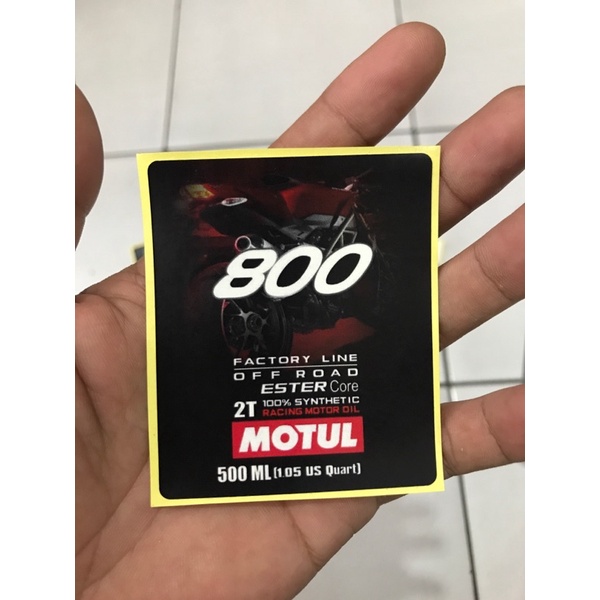 800
FACTORY LINE
OFF ROAD
ESTER Core
2T 100% SYNTHETIC
RACING MOTOR OIL
MOTUL
500 ML (1.05 US Quart)